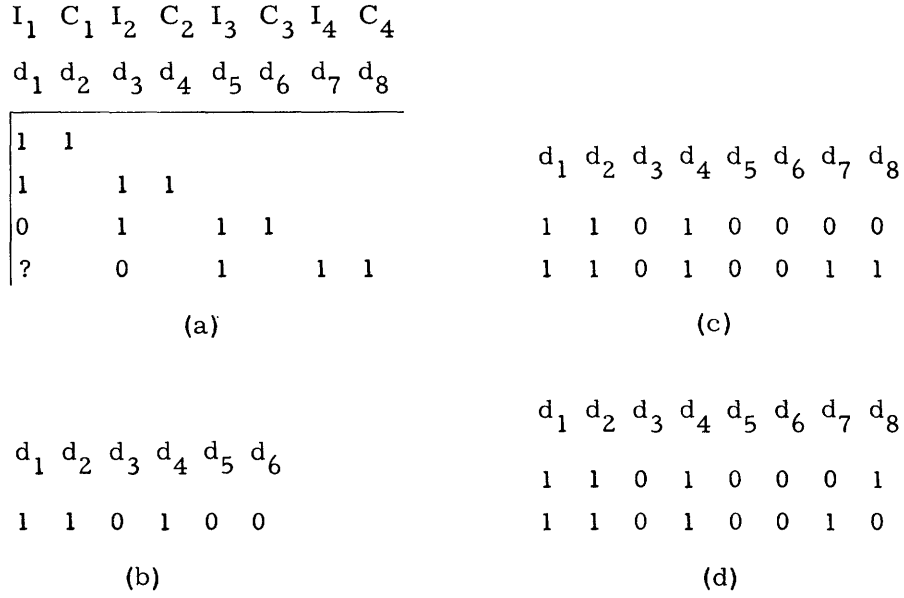 I1 C1 I2 C2 I3 C3 I4 C4
d1 d2 d3 d4 d5 d6 d7 d8
1 1
1 1 1
0 1 1 1
? 0 1 1 1
(a)
d1 d2 d3 d4 d5 d6
1 1 0 1 0 0
(b)
d1 d2 d3 d4 d5 d6 d7 d8
1 1 0 1 0 0 0 0
1 1 0 1 0 0 1 1
(c)
d1 d2 d3 d4 d5 d6 d7 d8
1 1 0 1 0 0 0 1
1 1 0 1 0 0 1 0
(d)